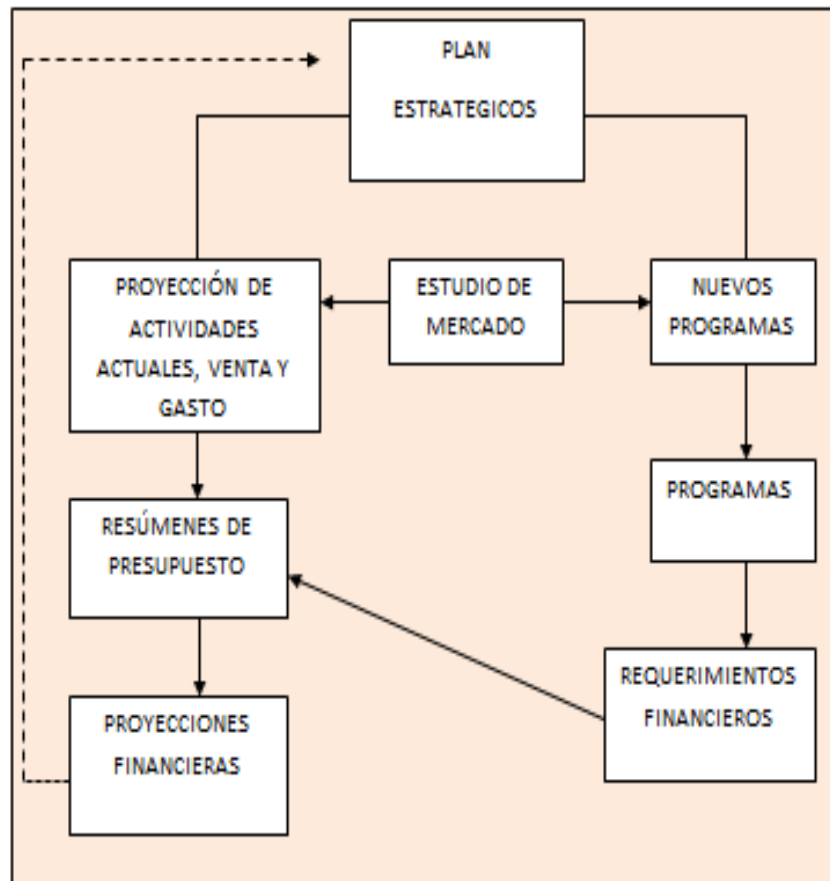 PLAN
ESTRATEGICOS
PROYECCIÓN DE
ACTIVIDADES
ACTUALES, VENTA Y
GASTO
ESTUDIO DE
MERCADO
NUEVOS
PROGRAMAS
PROGRAMAS
RESÚMENES DE
PRESUPUESTO
REQUERIMIENTOS
FINANCIEROS
PROYECCIONES
FINANCIERAS